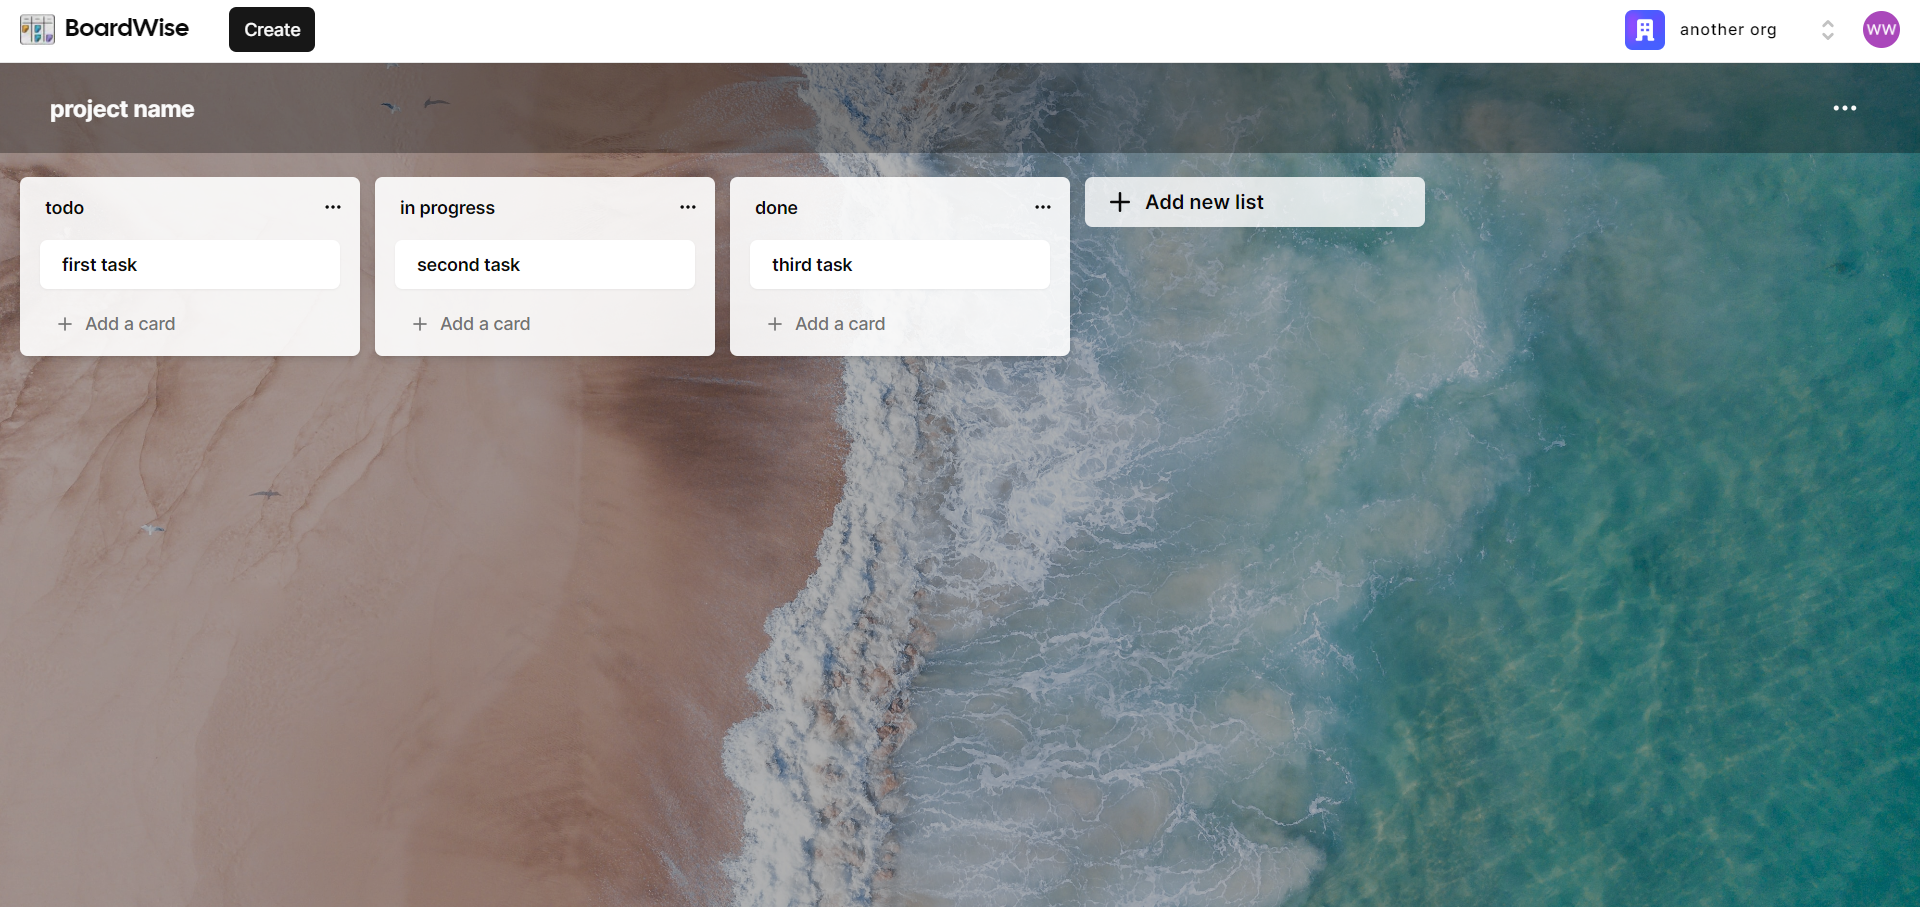 BoardWise
Create
another org
WW
project name
todo
first task
Add a card
in progress
second task
Add a card
done
third task
Add a card
Add new list